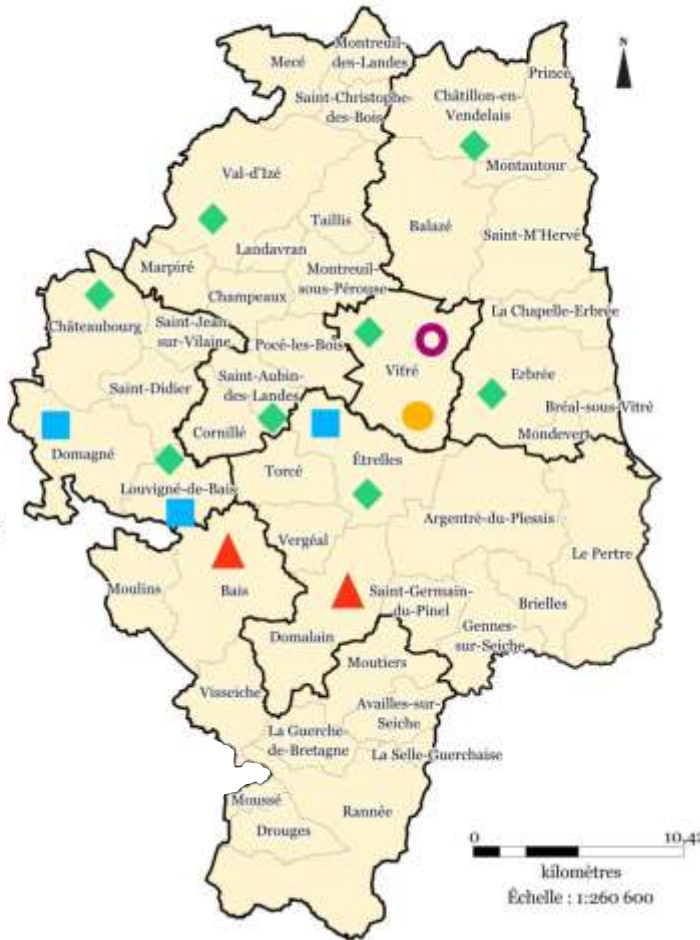 Montreuil-
des-Landes
Mecé
Princé
N
Saint-Christophe-
des-Bois
Châtillon-en-
Vendelais
Montautour
Val-d'Izé
Taillis
Balazé
Saint-M'Hervé
Landavran
Marpiré
Montreuil-
sous-Pérouse
Champeaux
La Chapelle-Erbrée
Châteaubourg
Saint-Jean-
sur-Vilaine
Pocé-les-Bois
Vitré
Erbrée
Saint-Didier
Saint-Aubin-
des-Landes
Bréal-sous-Vitré
Cornillé
Mondevert
Domagné
Torcé
Étrelles
Louvigné-de-Bais
Argentré-du-Plessis
Vergéal
Le Pertre
Moulins
Bais
Saint-Germain-
du-Pinel
Brielles
Gennes-
sur-Seiche
Domalain
Moutiers
Visseiche
Availles-sur-
Seiche
La Guerche-
de-Bretagne
La Selle-Guerchaise
Moussé
Rannée
Drouges
0 10,42
kilomètres
Échelle : 1:260 600